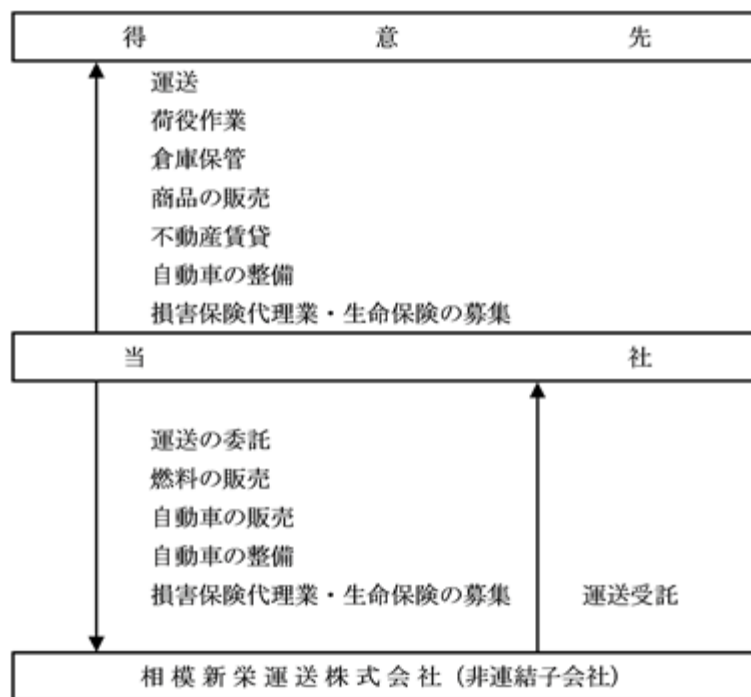 得意先
運送
荷役作業
倉庫保管
商品の販売
不動産賃貸
自動車の整備
損害保険代理業・生命保険の募集
当社
運送の委託
燃料の販売
自動車の販売
自動車の整備
損害保険代理業・生命保険の募集 運送受託
相模新栄運送株式会社（非連結子会社）